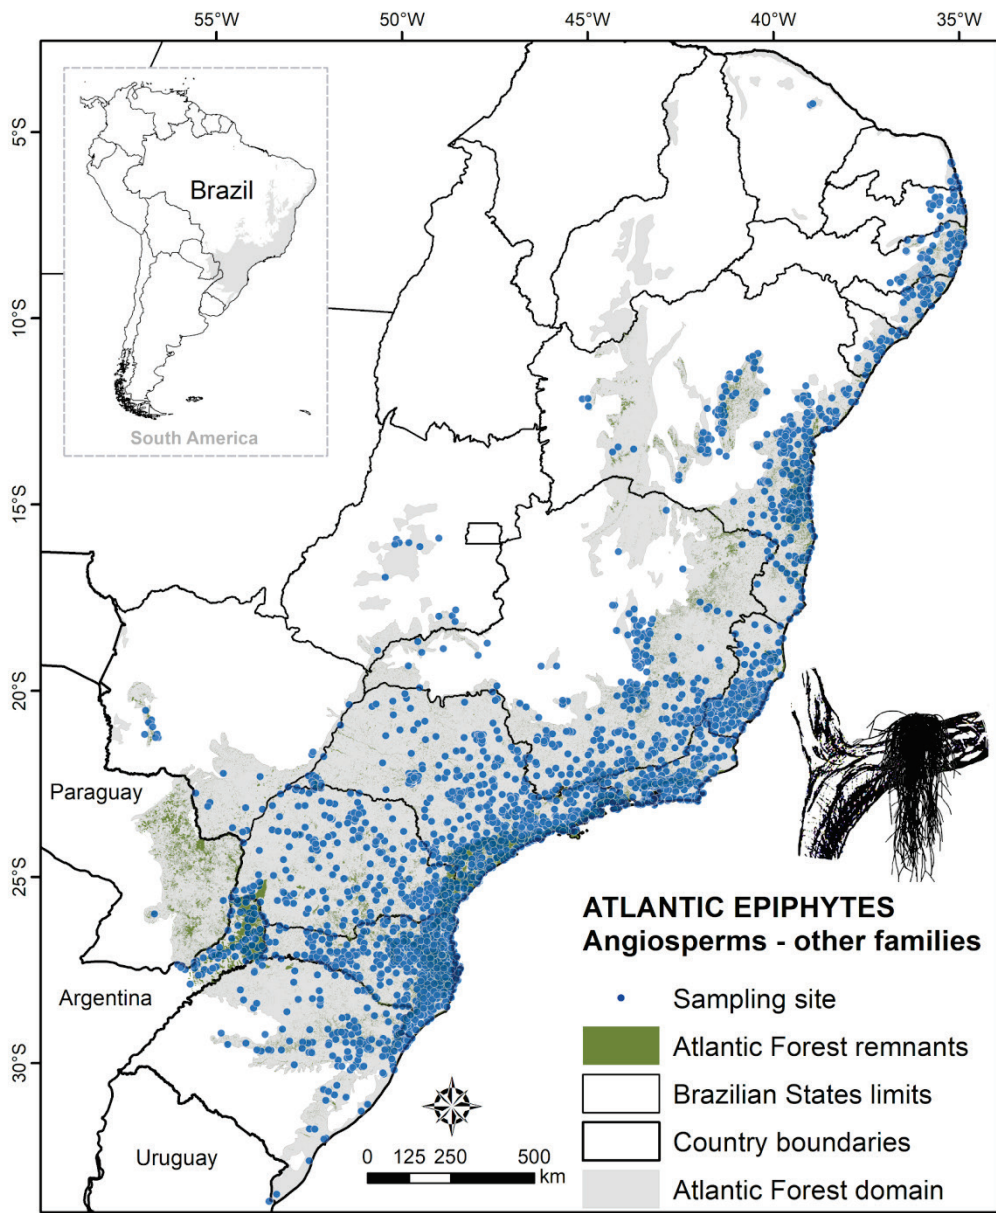 55°W 50°W 45°W 40°W 35°W
5°S
10°S
15°S
20°S
25°S
30°S
Brazil
South America
Paraguay
Argentina
Uruguay
0 125 250 500
km
ATLANTIC EPIPHYTES
Angiosperms - other families
Sampling site
Atlantic Forest remnants
Brazilian States limits
Country boundaries
Atlantic Forest domain